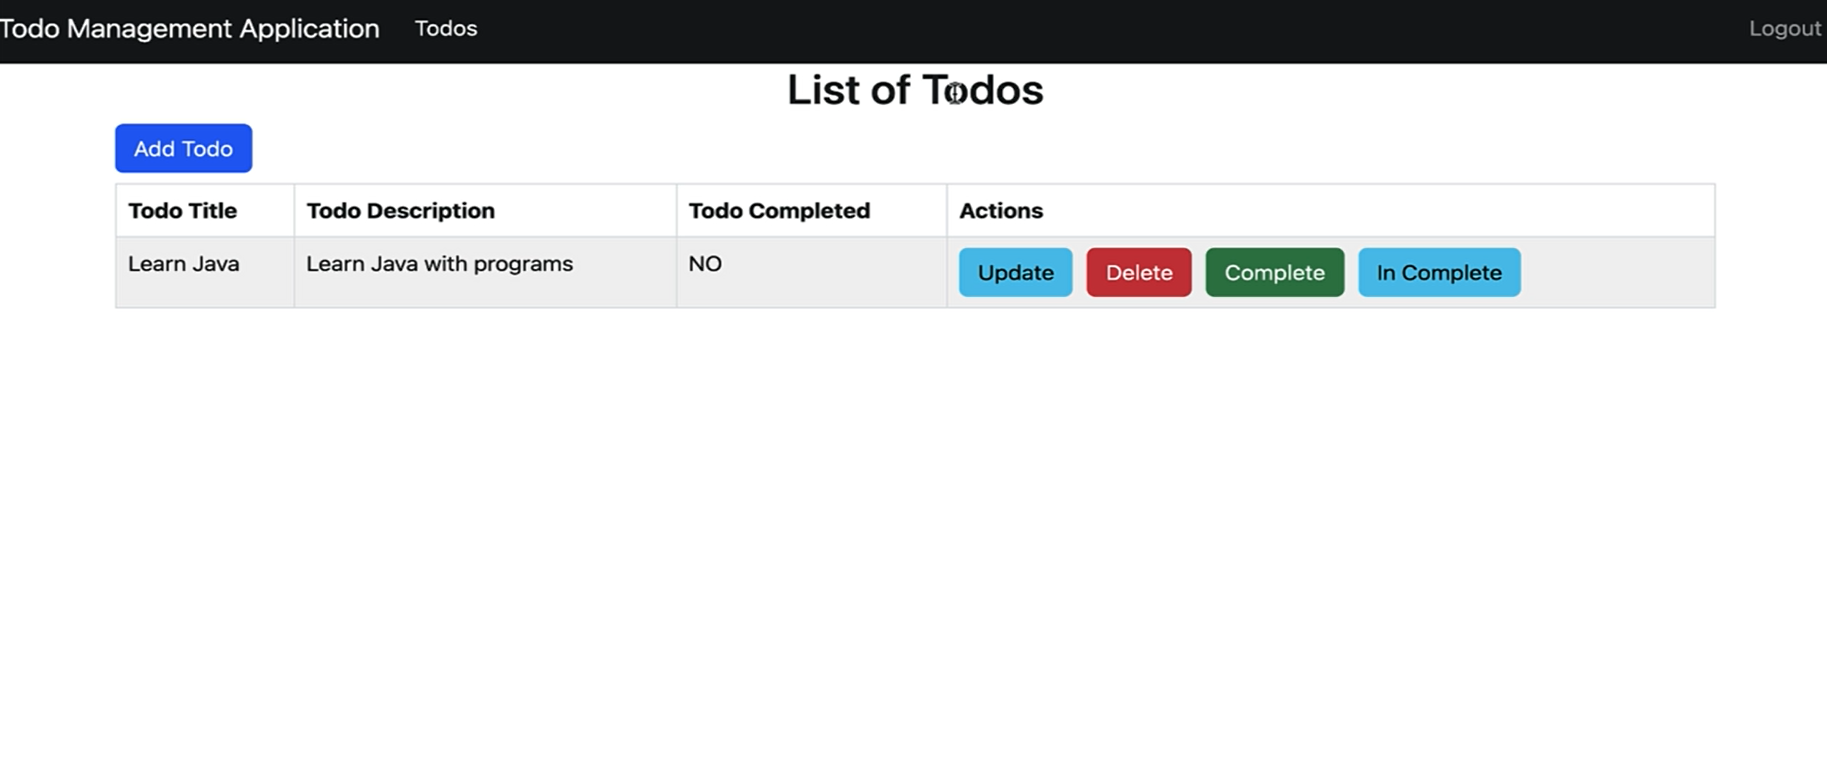 Todo Management Application Todos Logout
List of Todos
Add Todo
Todo Title Todo Description Todo Completed Actions
Learn Java Learn Java with programs NO Update Delete Complete In Complete